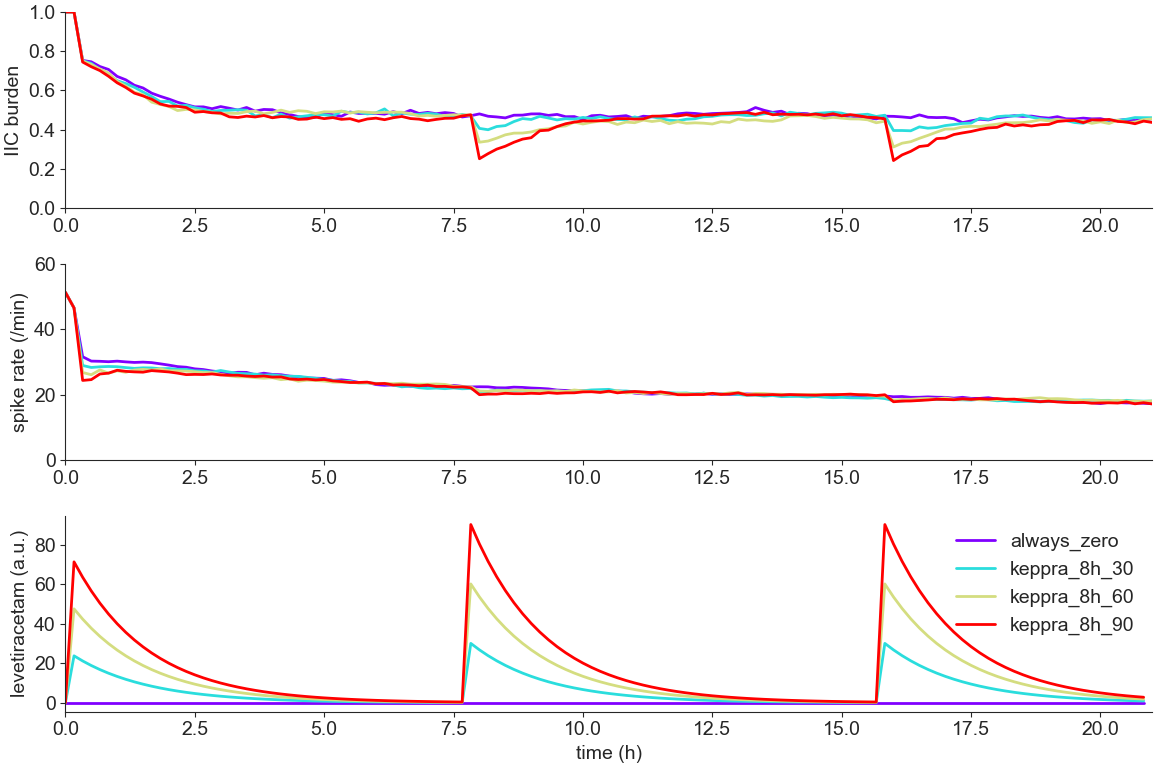 IIC burden
1.0
0.8
0.6
0.4
0.2
0.0
0.0 2.5 5.0 7.5 10.0 12.5 15.0 17.5 20.0
spike rate (/min)
60
40
20
0
0.0 2.5 5.0 7.5 10.0 12.5 15.0 17.5 20.0
levetiracetam (a.u.)
80
60
40
20
0
always_zero
keppra_8h_30
keppra_8h_60
keppra_8h_90
0.0 2.5 5.0 7.5 10.0 12.5 15.0 17.5 20.0
time (h)